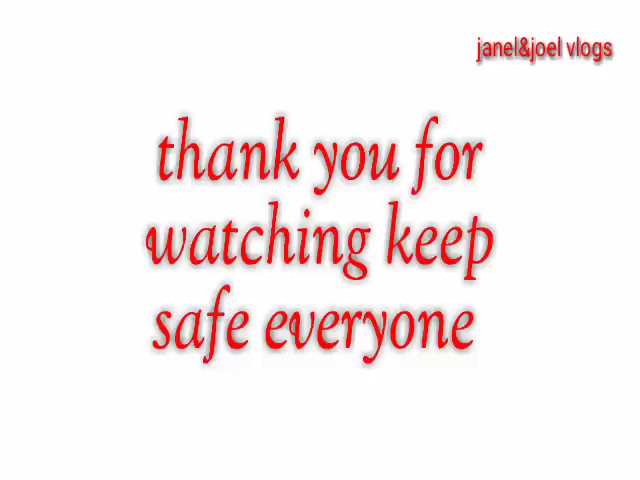 janel&joel vlogs
thank you for
watching keep
safe everyone